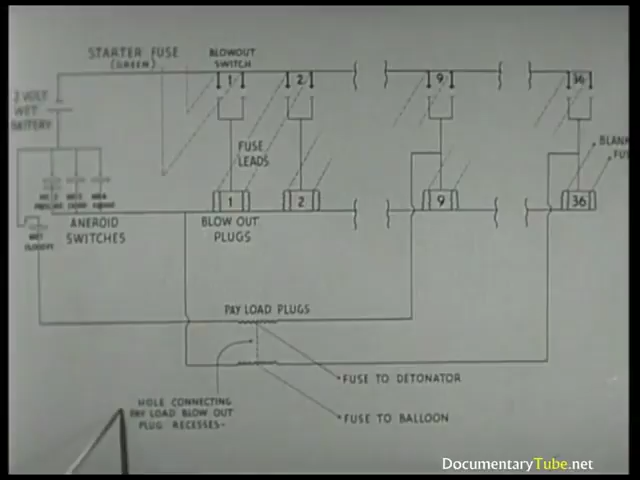 STARTER FUSE
(GREEN)
BLOWOUT
SWITCH
1
2
9
36
VOLT
WET
BATTERY
FUSE
LEADS
BLANK
1
2
9
36
ANEROID
SWITCHES
BLOW OUT
PLUGS
PAY LOAD PLUGS
FUSE TO DETONATOR
HOLE CONNECTING
PAY LOAD BLOW OUT
PLUG RECESSES-
FUSE TO BALLOON
DocumentaryTube.net